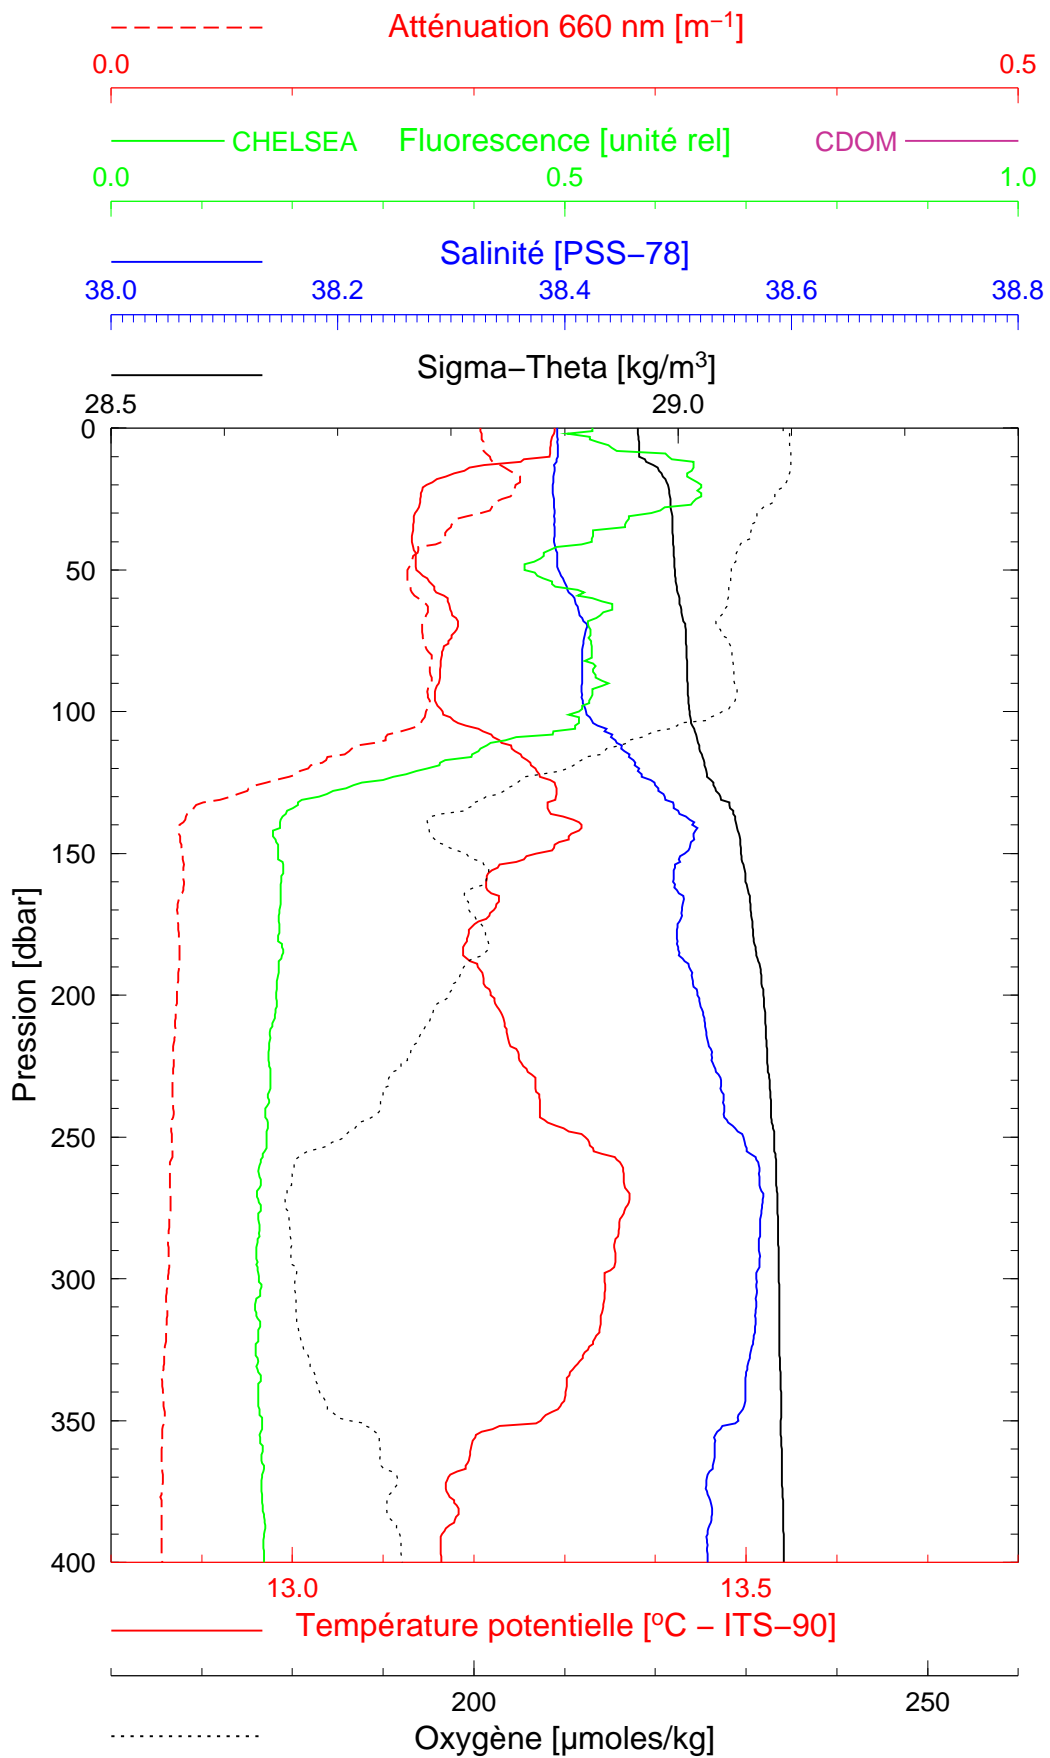 Atténuation 660 nm [m⁻¹]
0.0 0.5
CHELSEA Fluorescence [unité rel] CDOM
0.0 0.5 1.0
Salinité [PSS−78]
38.0 38.2 38.4 38.6 38.8
Sigma−Theta [kg/m³]
28.5 29.0
0
50
100
150
200
250
300
350
400
Pression [dbar]
13.0 13.5
Température potentielle [ºC − ITS−90]
200 250
Oxygène [µmoles/kg]